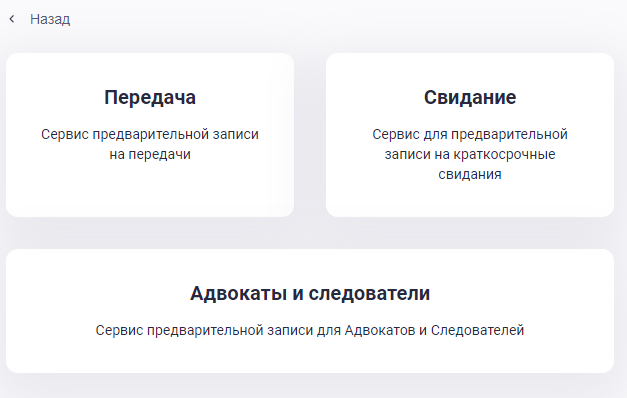 Назад
Передача
Сервис предварительной записи
на передачи
Свидание
Сервис для предварительной
записи на краткосрочные
свидания
Адвокаты и следователи
Сервис предварительной записи для Адвокатов и Следователей